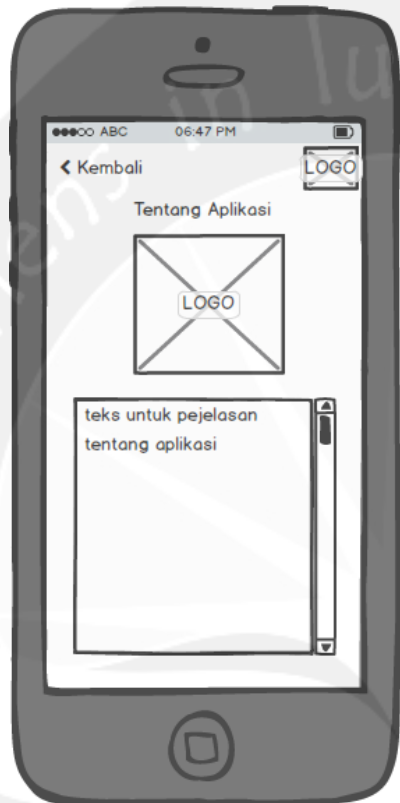 ABC 06:47 PM
Kembali LOGO
Tentang Aplikasi
LOGO
teks untuk pejelasan
tentang aplikasi